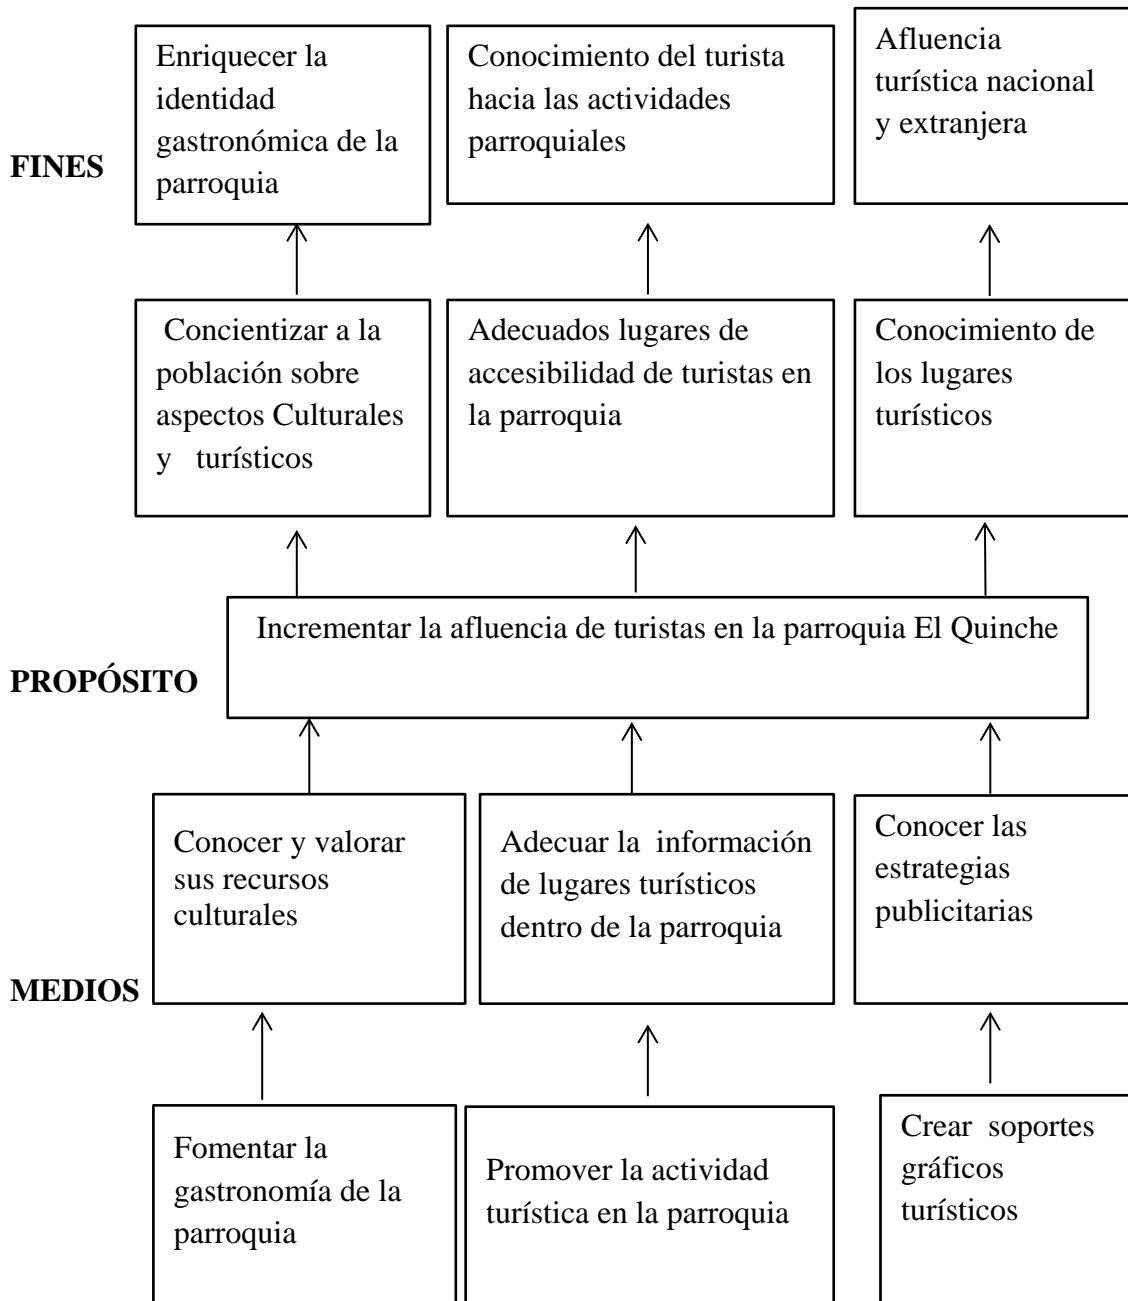 Enriquecer la
identidad
gastronómica de la
parroquia
Conocimiento del turista
hacia las actividades
parroquiales
Afluencia
turística nacional
y extranjera
FINES
Concientizar a la
población sobre
aspectos Culturales
y turísticos
Adecuados lugares de
accesibilidad de turistas en
la parroquia
Conocimiento de
los lugares
turísticos
Incrementar la afluencia de turistas en la parroquia El Quinche
PROPÓSITO
Conocer y valorar
sus recursos
culturales
Adecuar la información
de lugares turísticos
dentro de la parroquia
Conocer las
estrategias
publicitarias
MEDIOS
Fomentar la
gastronomía de la
parroquia
Promover la actividad
turística en la parroquia
Crear soportes
gráficos
turísticos